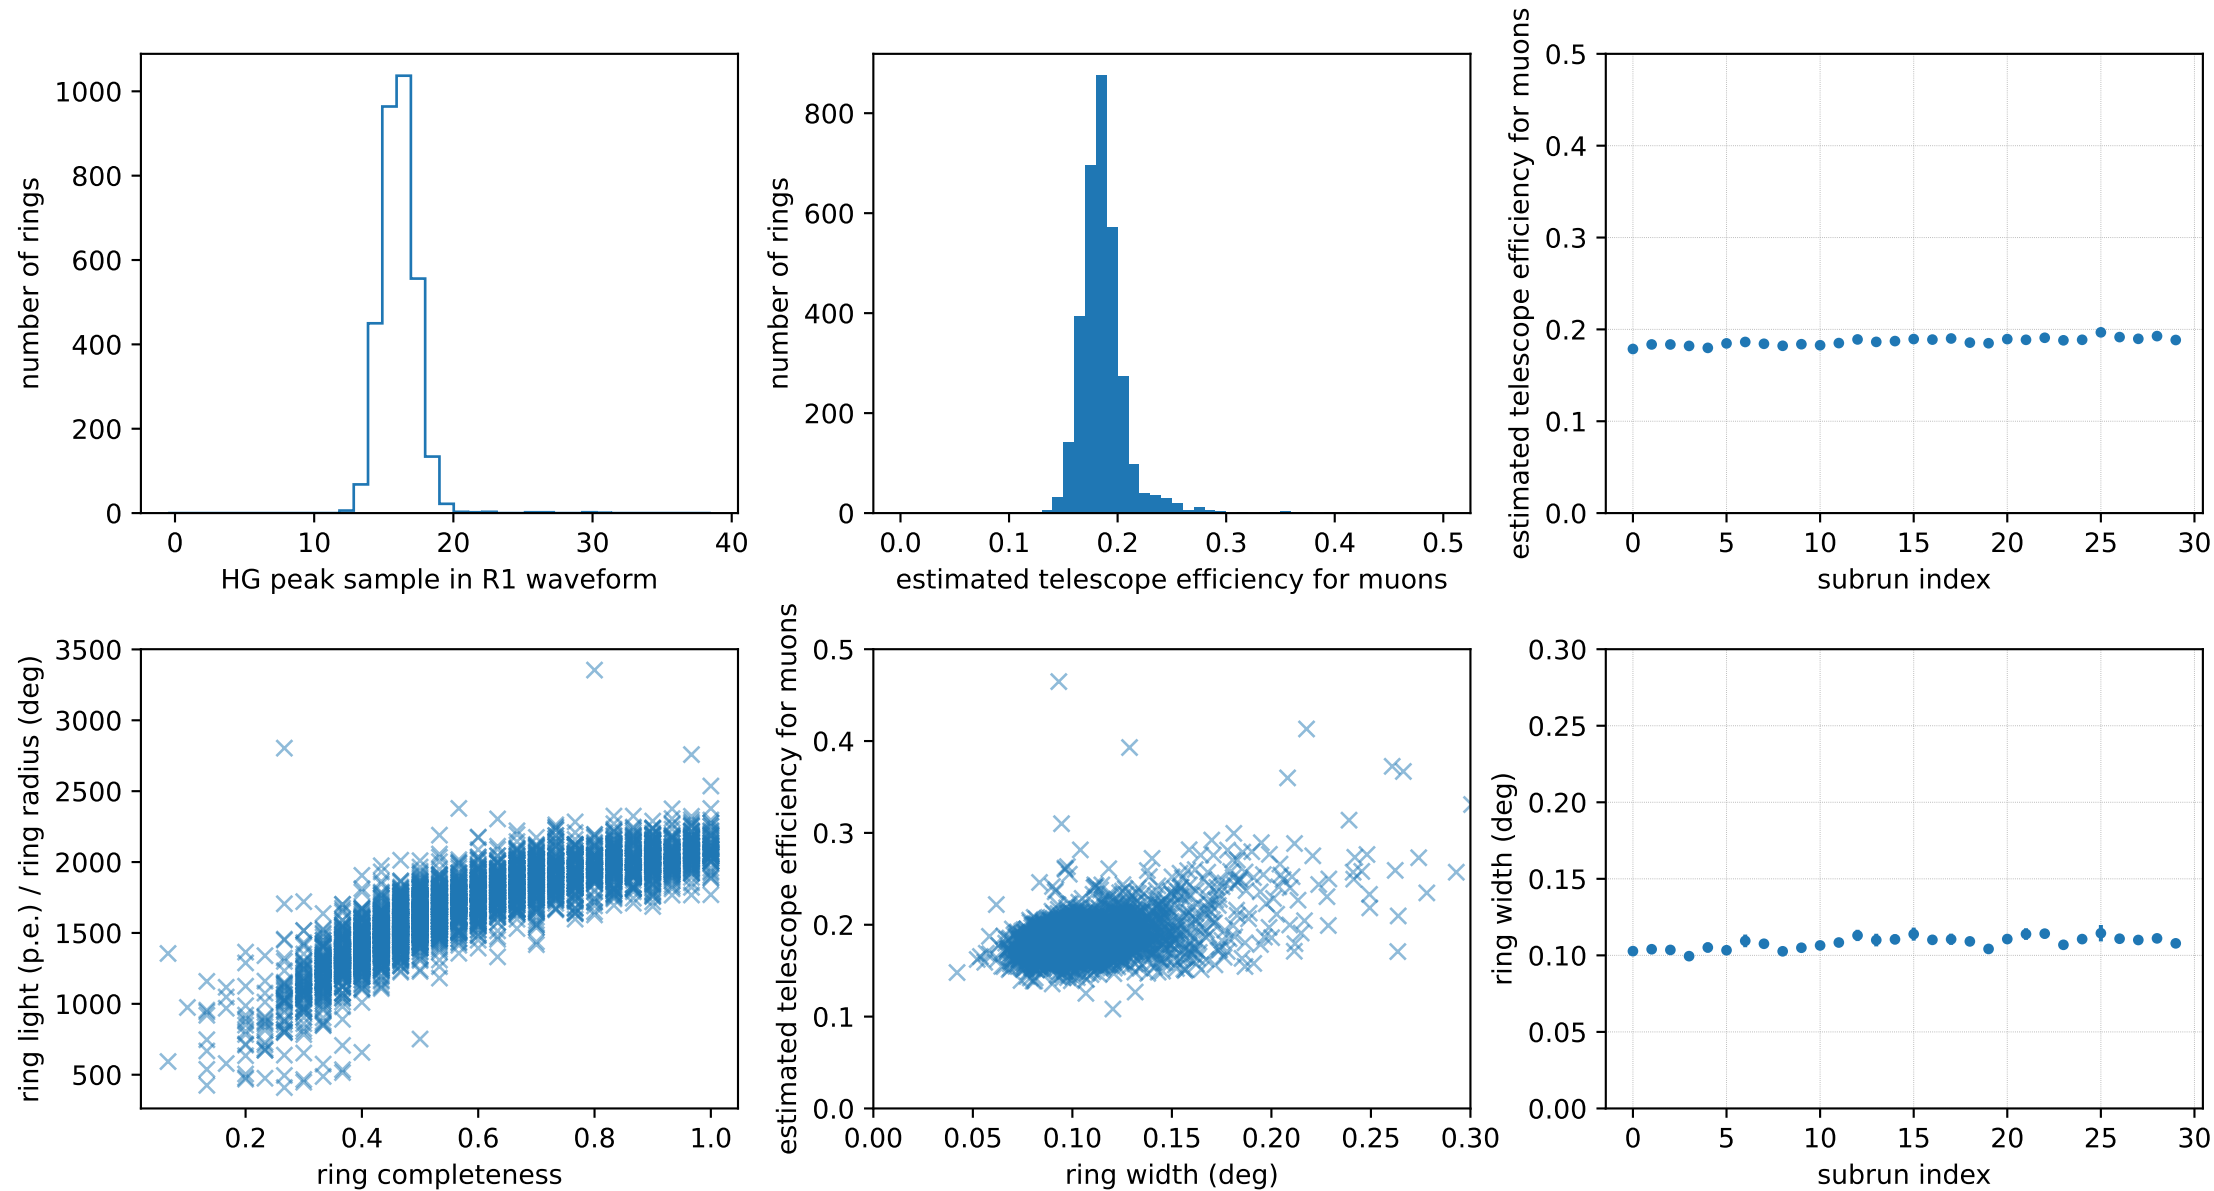 number of rings
1000
800
600
400
200
0
0 10 20 30 40
HG peak sample in R1 waveform
number of rings
800
600
400
200
0
0.0 0.1 0.2 0.3 0.4 0.5
estimated telescope efficiency for muons
estimated telescope efficiency for muons
0.5
0.4
0.3
0.2
0.1
0.0
0 5 10 15 20 25 30
subrun index
ring light (p.e.) / ring radius (deg)
3500
3000
2500
2000
1500
1000
500
0.2 0.4 0.6 0.8 1.0
ring completeness
estimated telescope efficiency for muons
0.5
0.4
0.3
0.2
0.1
0.0
0.00 0.05 0.10 0.15 0.20 0.25 0.30
ring width (deg)
ring width (deg)
0.30
0.25
0.20
0.15
0.10
0.05
0.00
0 5 10 15 20 25 30
subrun index